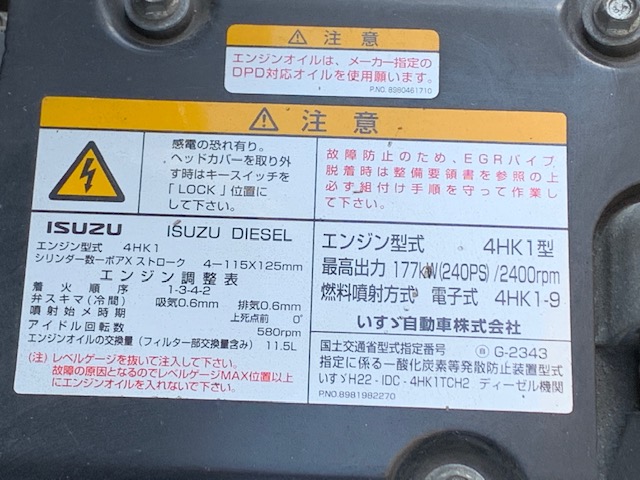 ⚠ 注意
エンジンオイルは、メーカー指定の
DPD対応オイルを使用願います。
P.NO. 8980461710
⚠ 注意
感電の恐れ有り。
ヘッドカバーを取り外
す時はキースイッチを
「LOCK」位置に
して下さい。
故障防止のため、EGRパイプ
脱着時は整備要領書を参照の上
必ず組付け手順を守って作業し
て下さい。
ISUZU ISUZU DIESEL
エンジン型式 4HK1
シリンダー数ーボアXストローク 4ー115X125mm
エンジン調整表
着火順序 1-3-4-2
弁スキマ(冷間) 吸気0.6mm 排気0.6mm
噴射始メ時期 上死点前 0°
アイドル回転数 580rpm
エンジンオイルの交換量(フィルター部交換量含み) 11.5L
(注)レベルゲージを抜いて注入して下さい。
故障の原因となるのでレベルゲージMAX位置以上
にエンジンオイルを入れないで下さい。
エンジン型式 4HK1型
最高出力 177kW(240PS)/2400rpm
燃料噴射方式 電子式 4HK1-9
いすゞ自動車株式会社
国土交通省型式指定番号 Ⓑ G-2343
指定に係る一酸化炭素等発散防止装置型式
いすゞH22-IDC-4HK1TCH2 ディーゼル機関
P.NO.8981982270